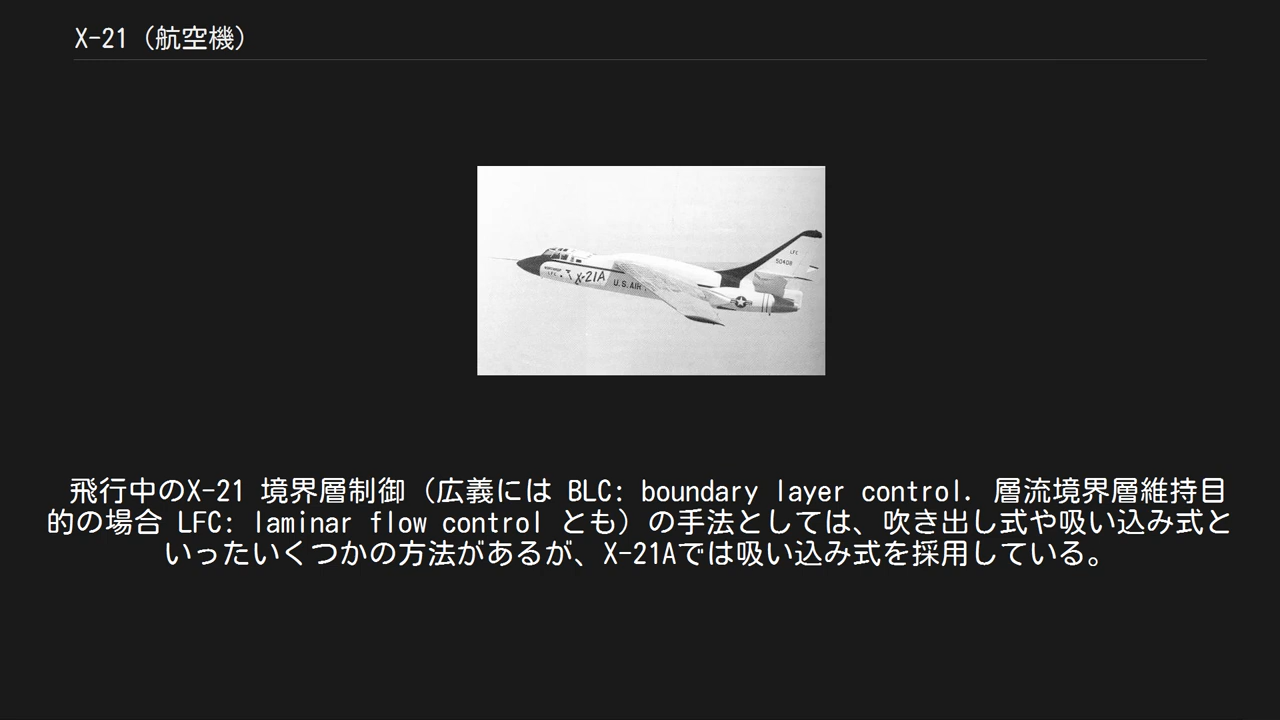 X-21（航空機）
X-21A
U.S.AIR
LFC
50408
飛行中のX-21 境界層制御（広義には BLC: boundary layer control. 層流境界層維持目
的の場合 LFC: laminar flow control とも）の手法としては、吹き出し式や吸い込み式と
いったいくつかの方法があるが、X-21Aでは吸い込み式を採用している。